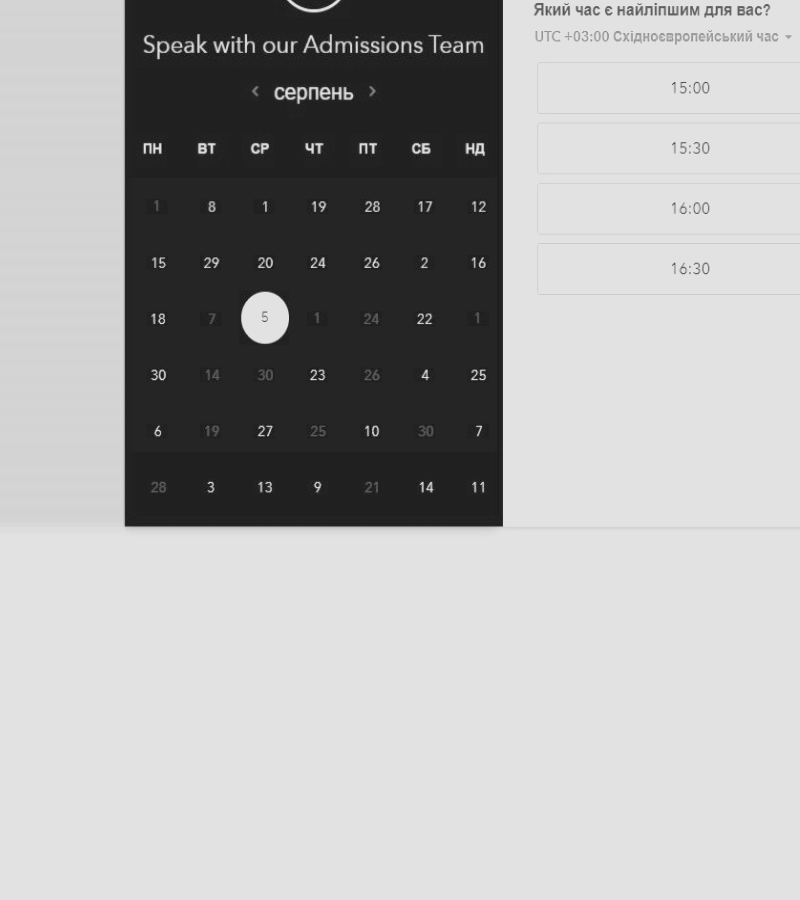 Speak with our Admissions Team
серпень
ПН ВТ СР ЧТ ПТ СБ НД
1 8 1 19 28 17 12
15 29 20 24 26 2 16
18 7 5 1 24 22 1
30 14 30 23 26 4 25
6 19 27 25 10 30 7
28 3 13 9 21 14 11
Який час є найліпшим для вас?
UTC +03:00 Східноєвропейський час
15:00
15:30
16:00
16:30